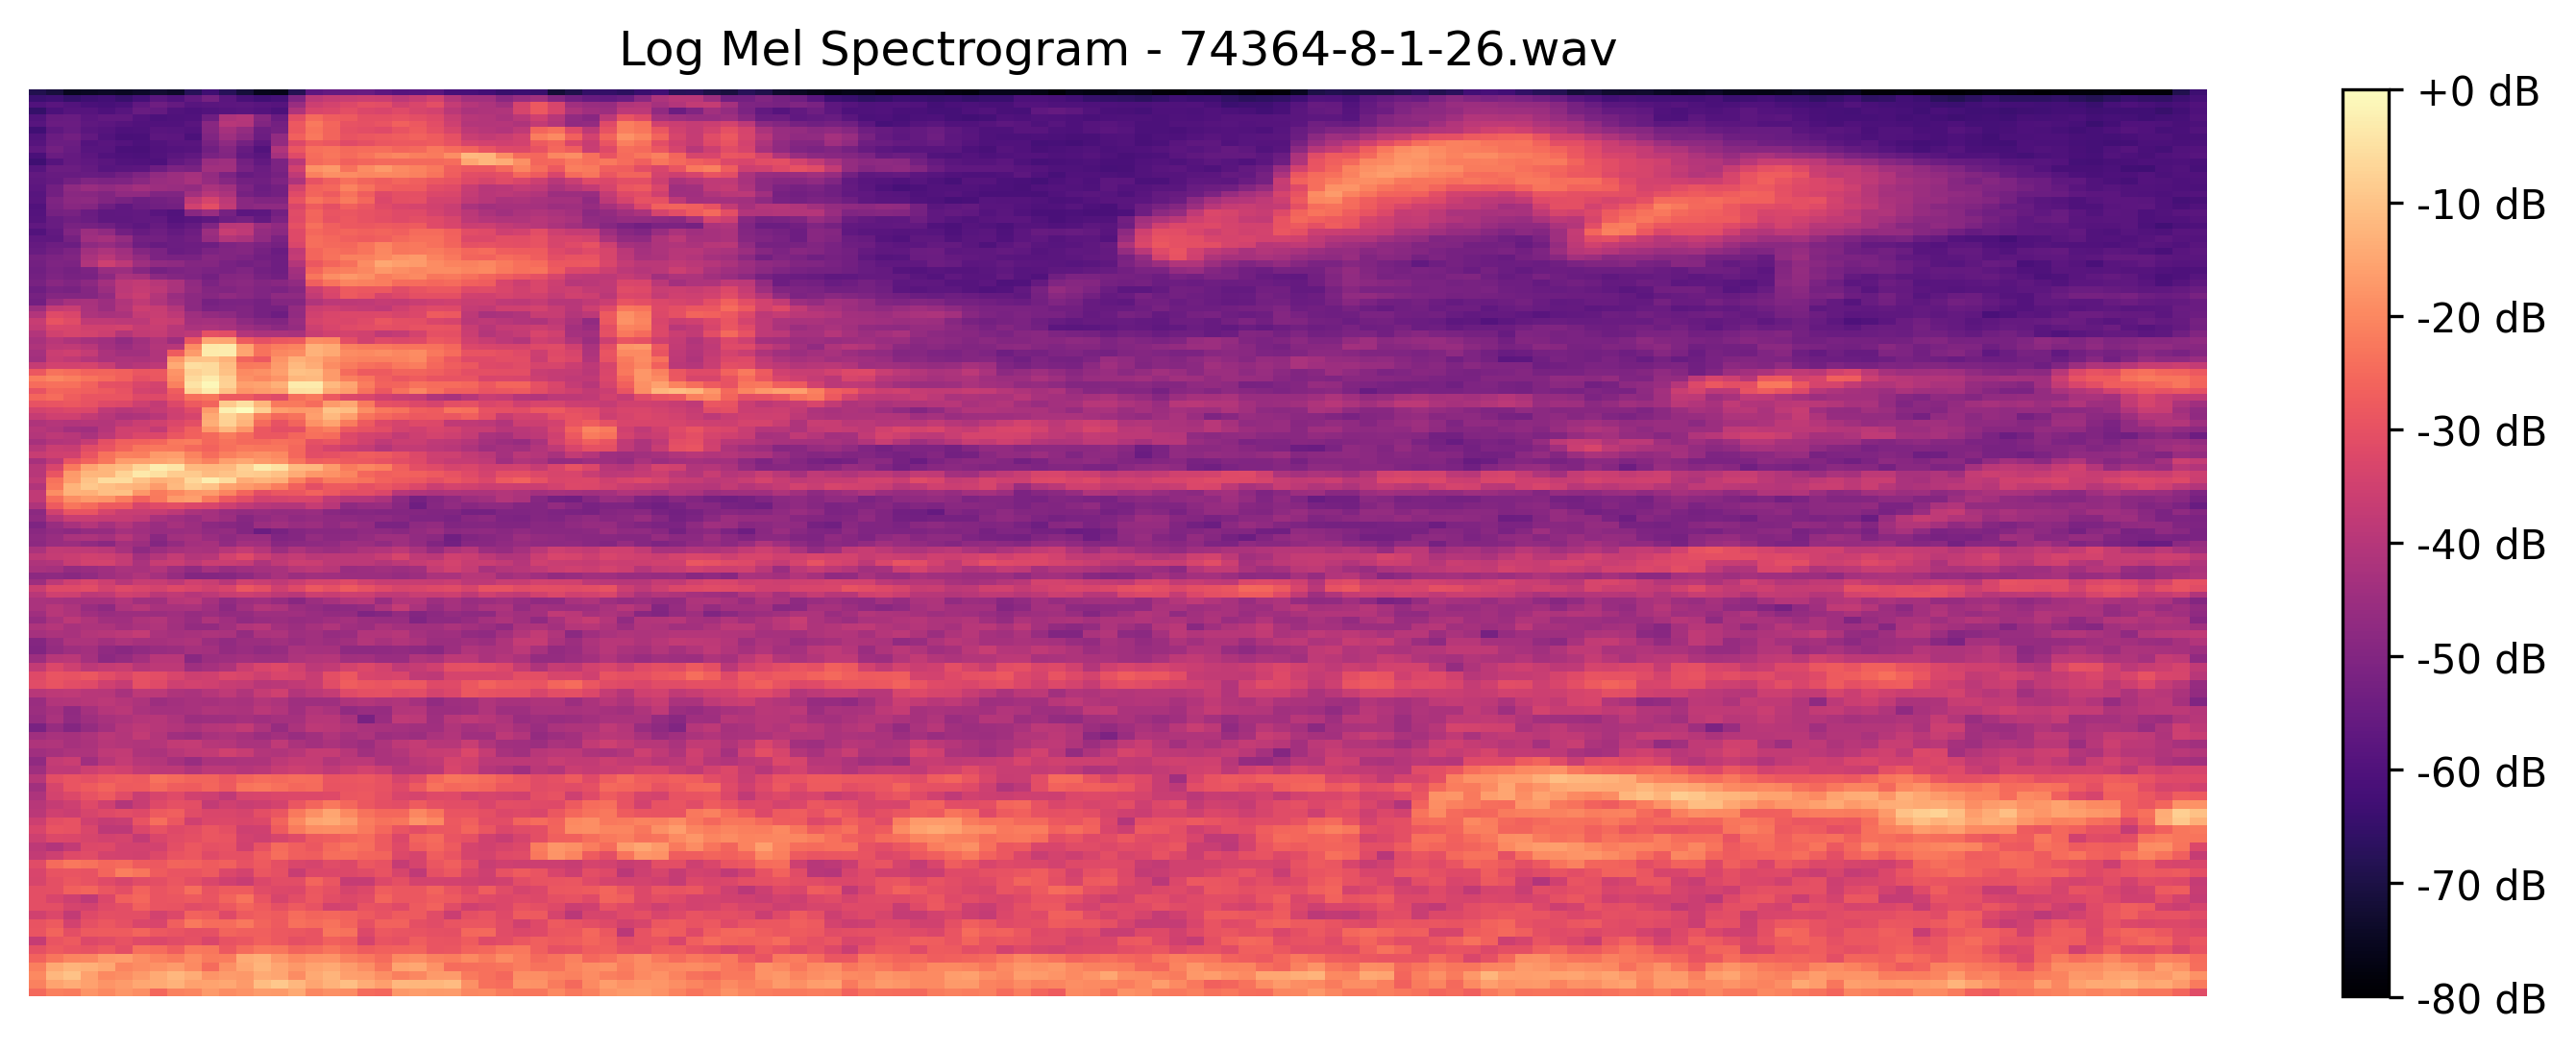 Log Mel Spectrogram - 74364-8-1-26.wav
+0 dB
-10 dB
-20 dB
-30 dB
-40 dB
-50 dB
-60 dB
-70 dB
-80 dB